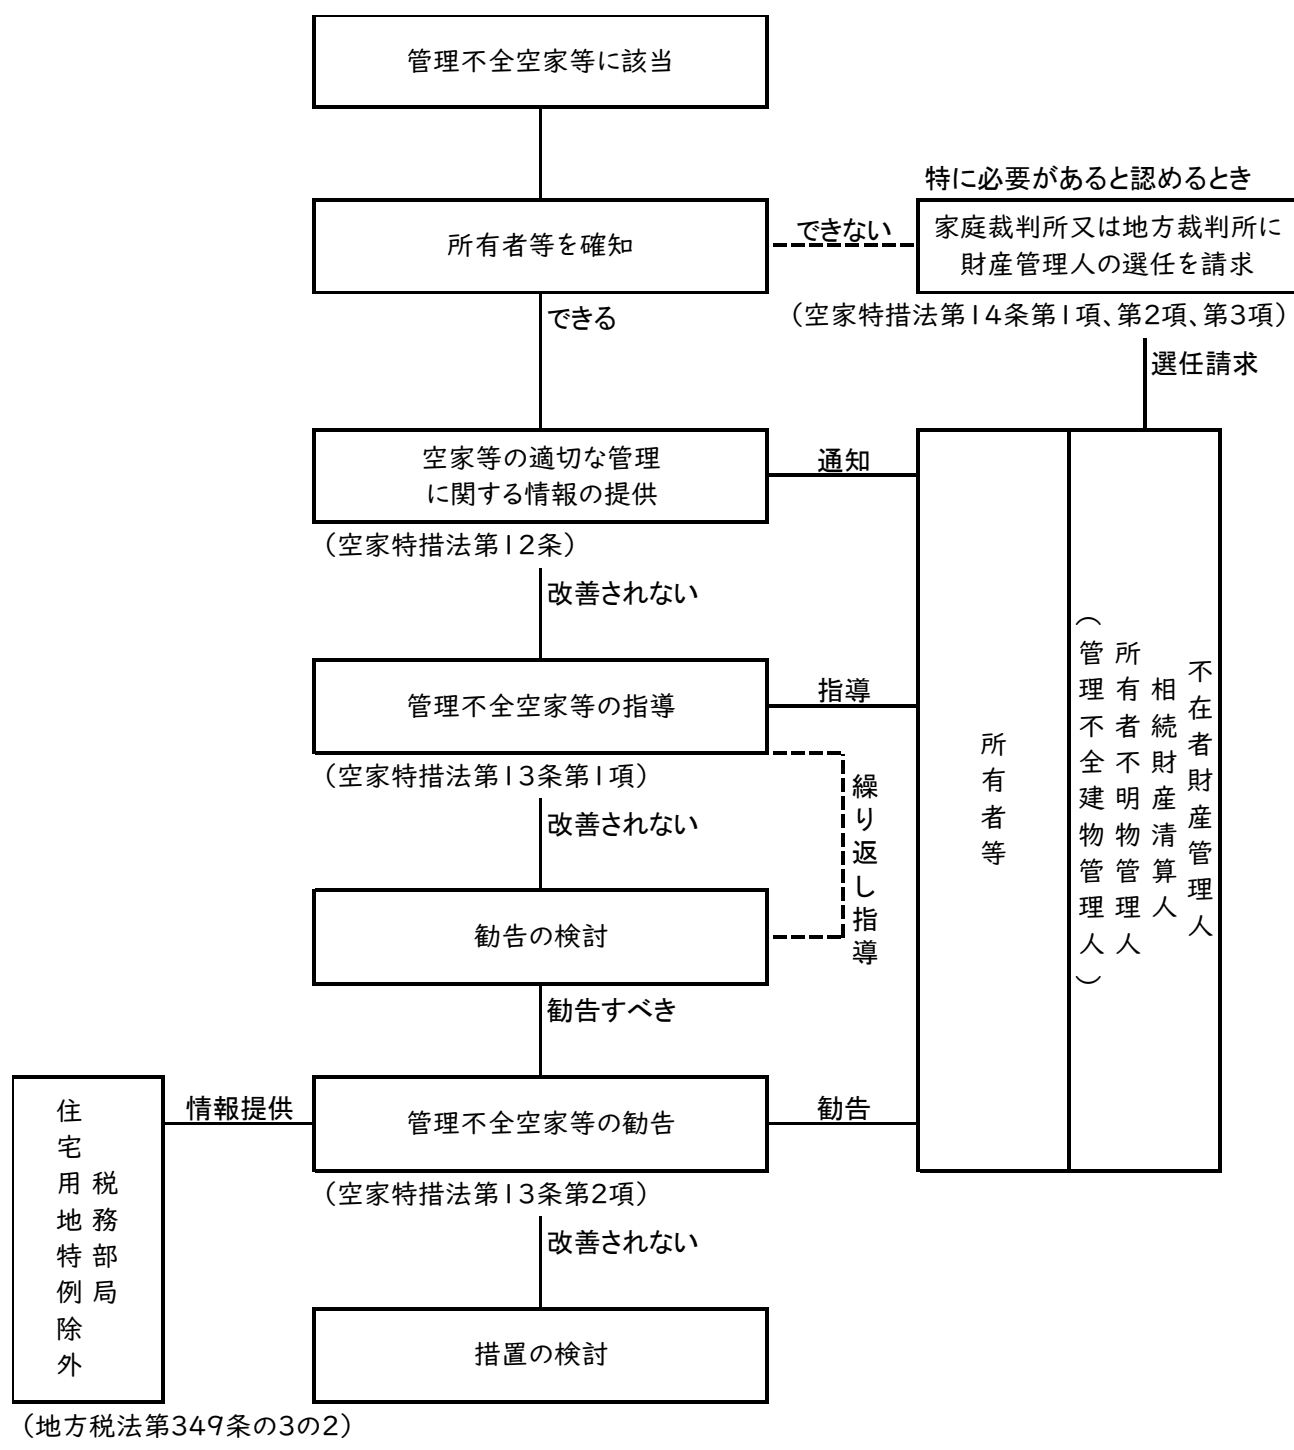 管理不全空家等に該当
特に必要があると認めるとき
所有者等を確知
できない
家庭裁判所又は地方裁判所に
財産管理人の選任を請求
できる
（空家特措法第14条第1項、第2項、第3項）
選任請求
空家等の適切な管理
に関する情報の提供
通知
（空家特措法第12条）
改善されない
管理不全空家等の指導
指導
（空家特措法第13条第1項）
改善されない
繰り返し指導
所有者等
不在者財産管理人
相続財産清算人
所有者不明物管理人
（管理不全建物管理人）
勧告の検討
勧告すべき
税務部局
住宅用地特例除外
情報提供
管理不全空家等の勧告
勧告
（空家特措法第13条第2項）
改善されない
措置の検討
（地方税法第349条の3の2）